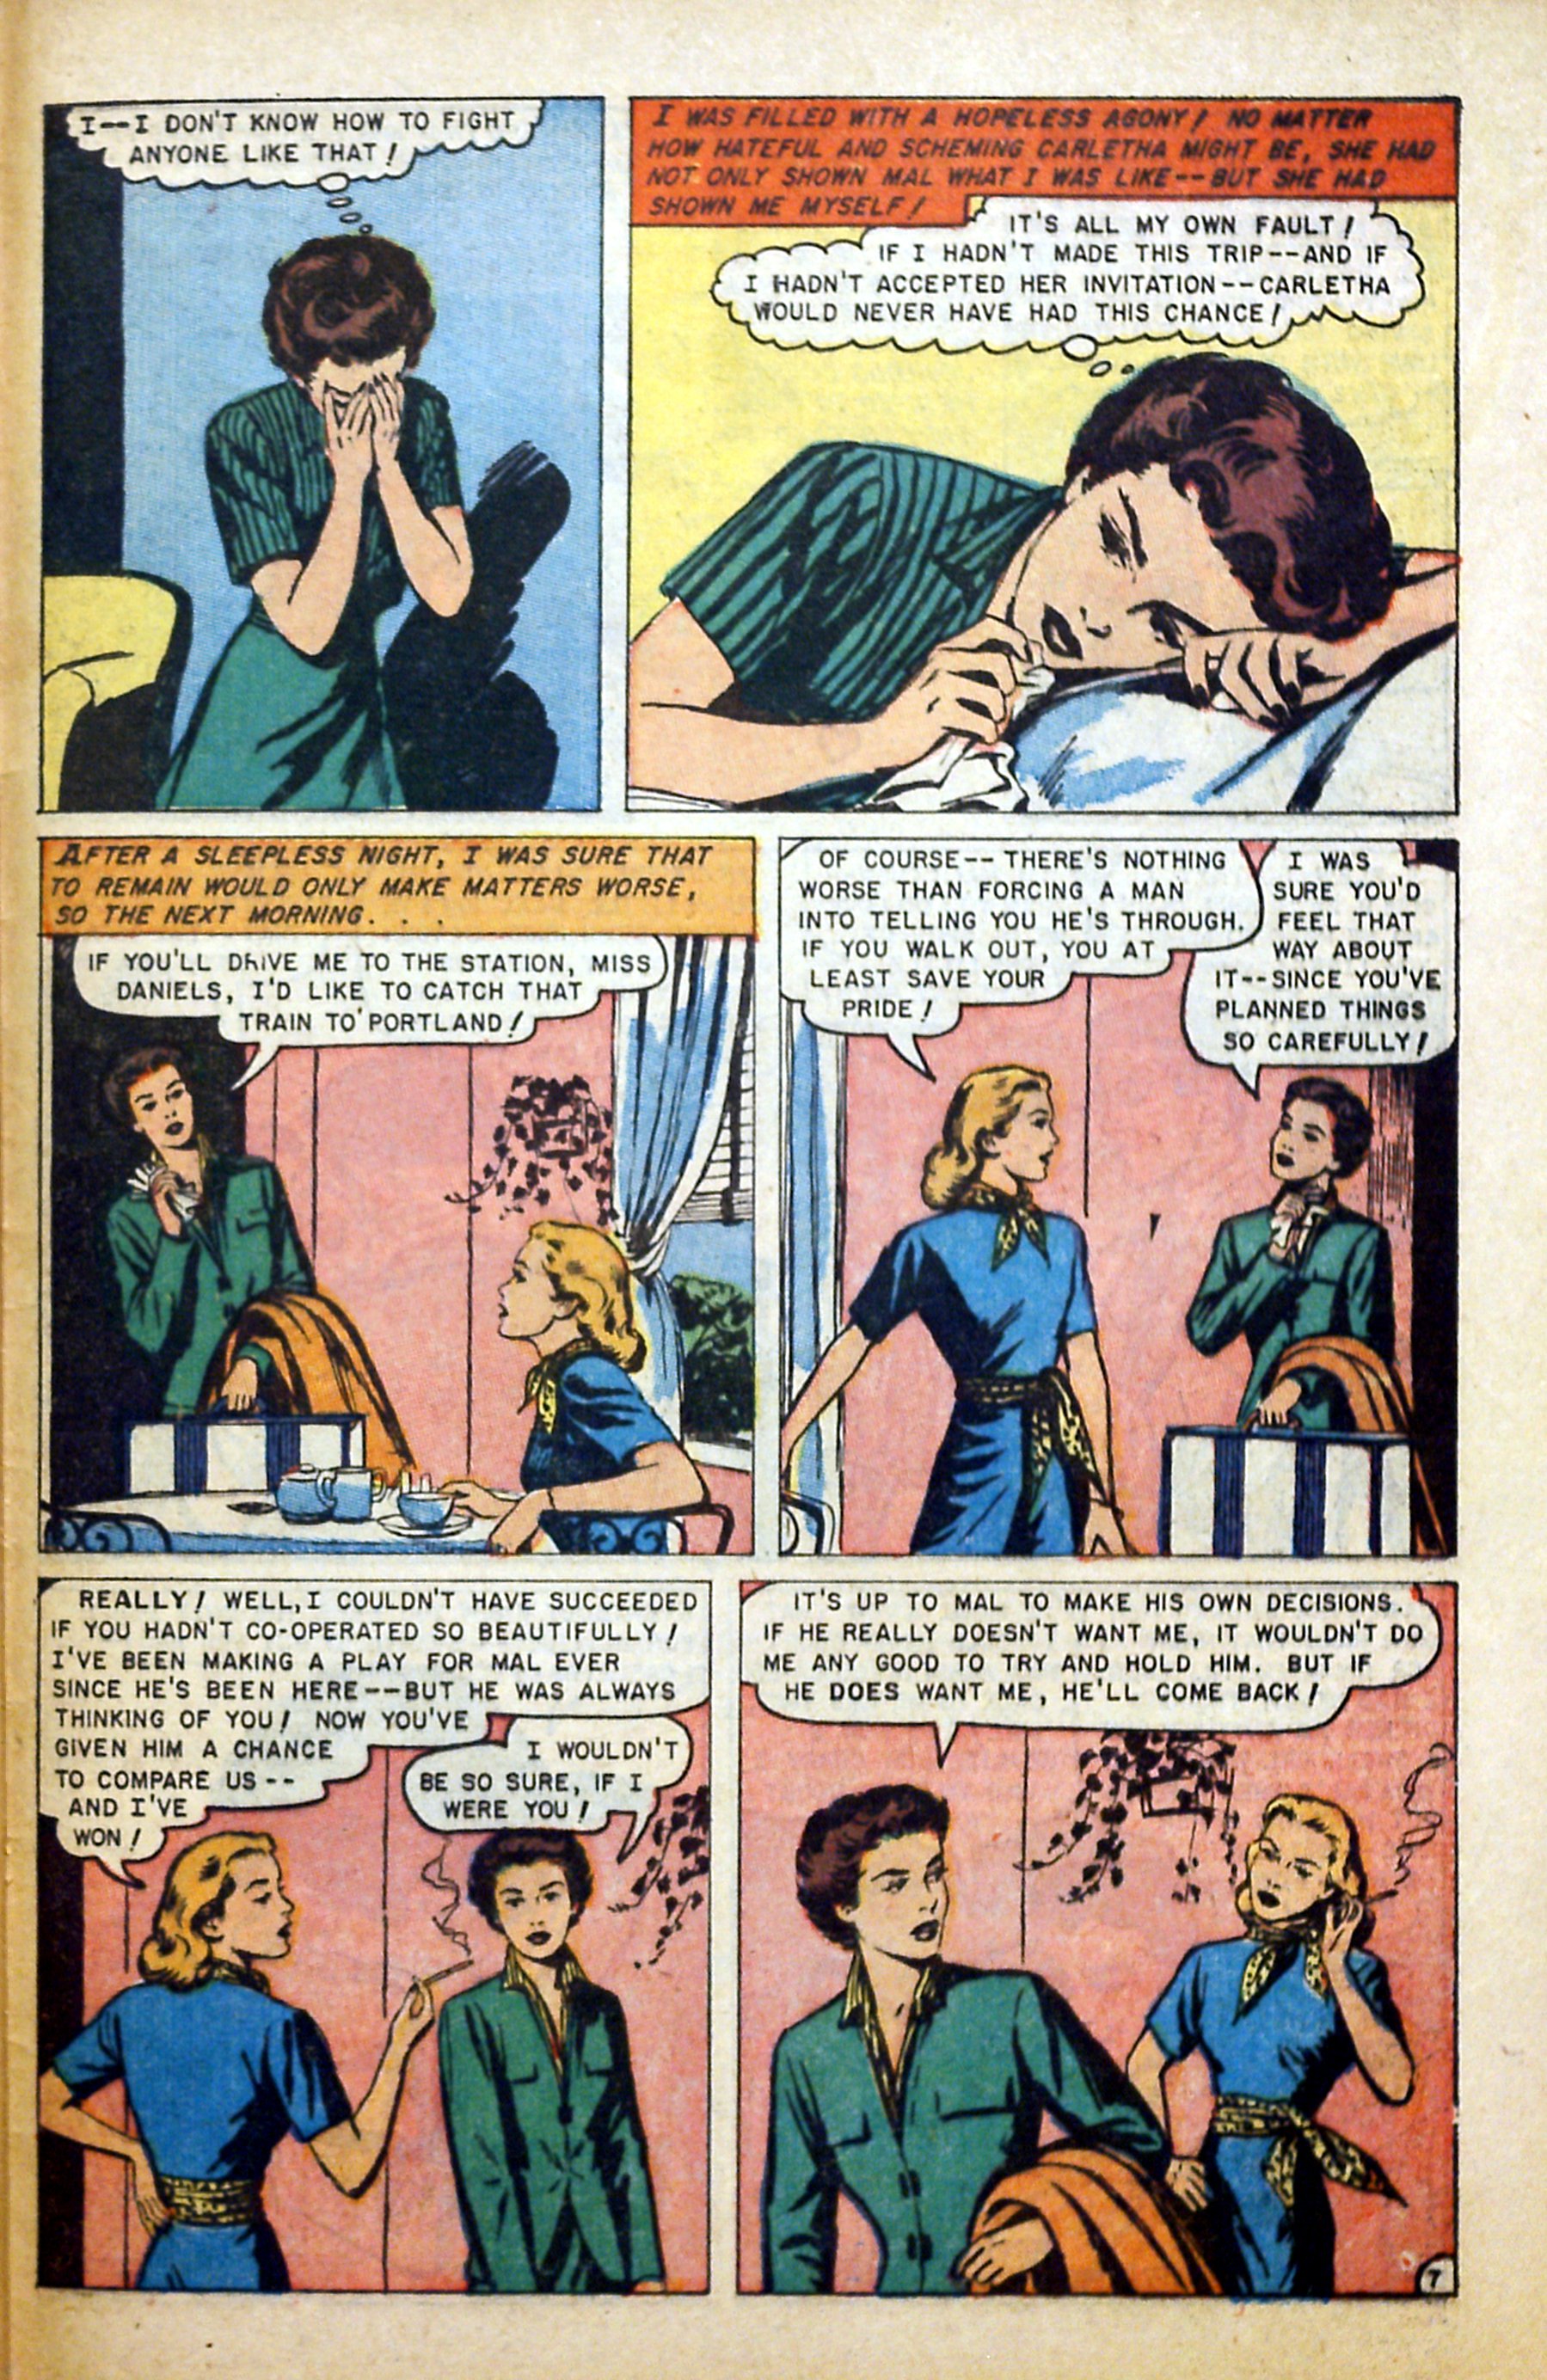 I--I DON'T KNOW HOW TO FIGHT
ANYONE LIKE THAT!
I WAS FILLED WITH A HOPELESS AGONY! NO MATTER
HOW HATEFUL AND SCHEMING CARLETHA MIGHT BE, SHE HAD
NOT ONLY SHOWN MAL WHAT I WAS LIKE--BUT SHE HAD
SHOWN ME MYSELF!
IT'S ALL MY OWN FAULT!
IF I HADN'T MADE THIS TRIP--AND IF
I HADN'T ACCEPTED HER INVITATION--CARLETHA
WOULD NEVER HAVE HAD THIS CHANCE!
AFTER A SLEEPLESS NIGHT, I WAS SURE THAT
TO REMAIN WOULD ONLY MAKE MATTERS WORSE,
SO THE NEXT MORNING. . .
IF YOU'LL DRIVE ME TO THE STATION, MISS
DANIELS, I'D LIKE TO CATCH THAT
TRAIN TO PORTLAND!
OF COURSE-- THERE'S NOTHING
WORSE THAN FORCING A MAN
INTO TELLING YOU HE'S THROUGH.
IF YOU WALK OUT, YOU AT
LEAST SAVE YOUR
PRIDE!
I WAS
SURE YOU'D
FEEL THAT
WAY ABOUT
IT--SINCE YOU'VE
PLANNED THINGS
SO CAREFULLY!
REALLY! WELL, I COULDN'T HAVE SUCCEEDED
IF YOU HADN'T CO-OPERATED SO BEAUTIFULLY!
I'VE BEEN MAKING A PLAY FOR MAL EVER
SINCE HE'S BEEN HERE--BUT HE WAS ALWAYS
THINKING OF YOU! NOW YOU'VE
GIVEN HIM A CHANCE
TO COMPARE US--
AND I'VE
WON!
I WOULDN'T
BE SO SURE, IF I
WERE YOU!
IT'S UP TO MAL TO MAKE HIS OWN DECISIONS.
IF HE REALLY DOESN'T WANT ME, IT WOULDN'T DO
ME ANY GOOD TO TRY AND HOLD HIM. BUT IF
HE DOES WANT ME, HE'LL COME BACK!
7